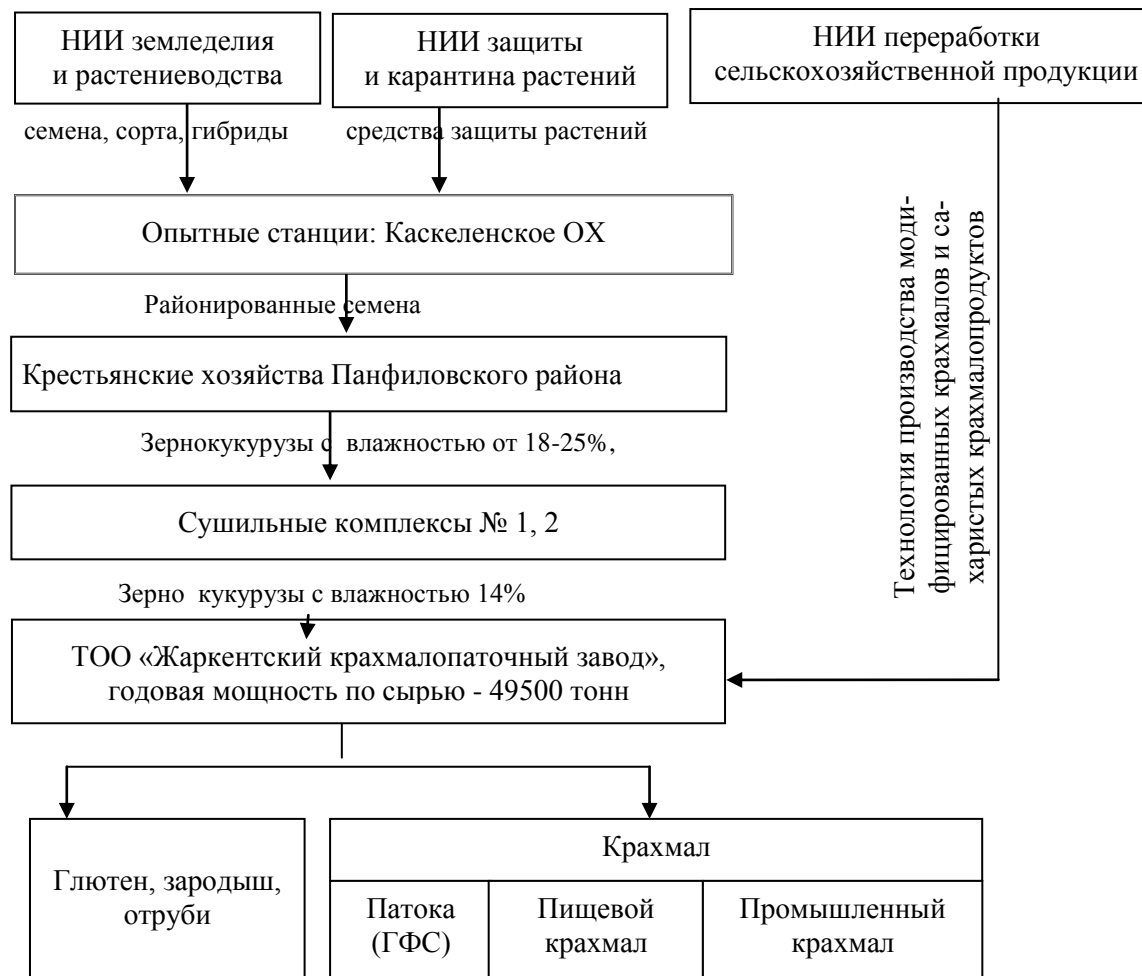 НИИ земледелия
и растениеводства
НИИ защиты
и карантина растений
НИИ переработки
сельскохозяйственной продукции
семена, сорта, гибриды
средства защиты растений
Опытные станции: Каскеленское ОХ
Районированные семена
Крестьянские хозяйства Панфиловского района
Зернокукурузы с влажностью от 18-25%,
Сушильные комплексы № 1, 2
Зерно кукурузы с влажностью 14%
Технология производства моди-
фицированных крахмалов и са-
харистых крахмалопродуктов
ТОО «Жаркентский крахмалопаточный завод»,
годовая мощность по сырью - 49500 тонн
Глютен, зародыш,
отруби
Крахмал
Патока
(ГФС)
Пищевой
крахмал
Промышленный
крахмал